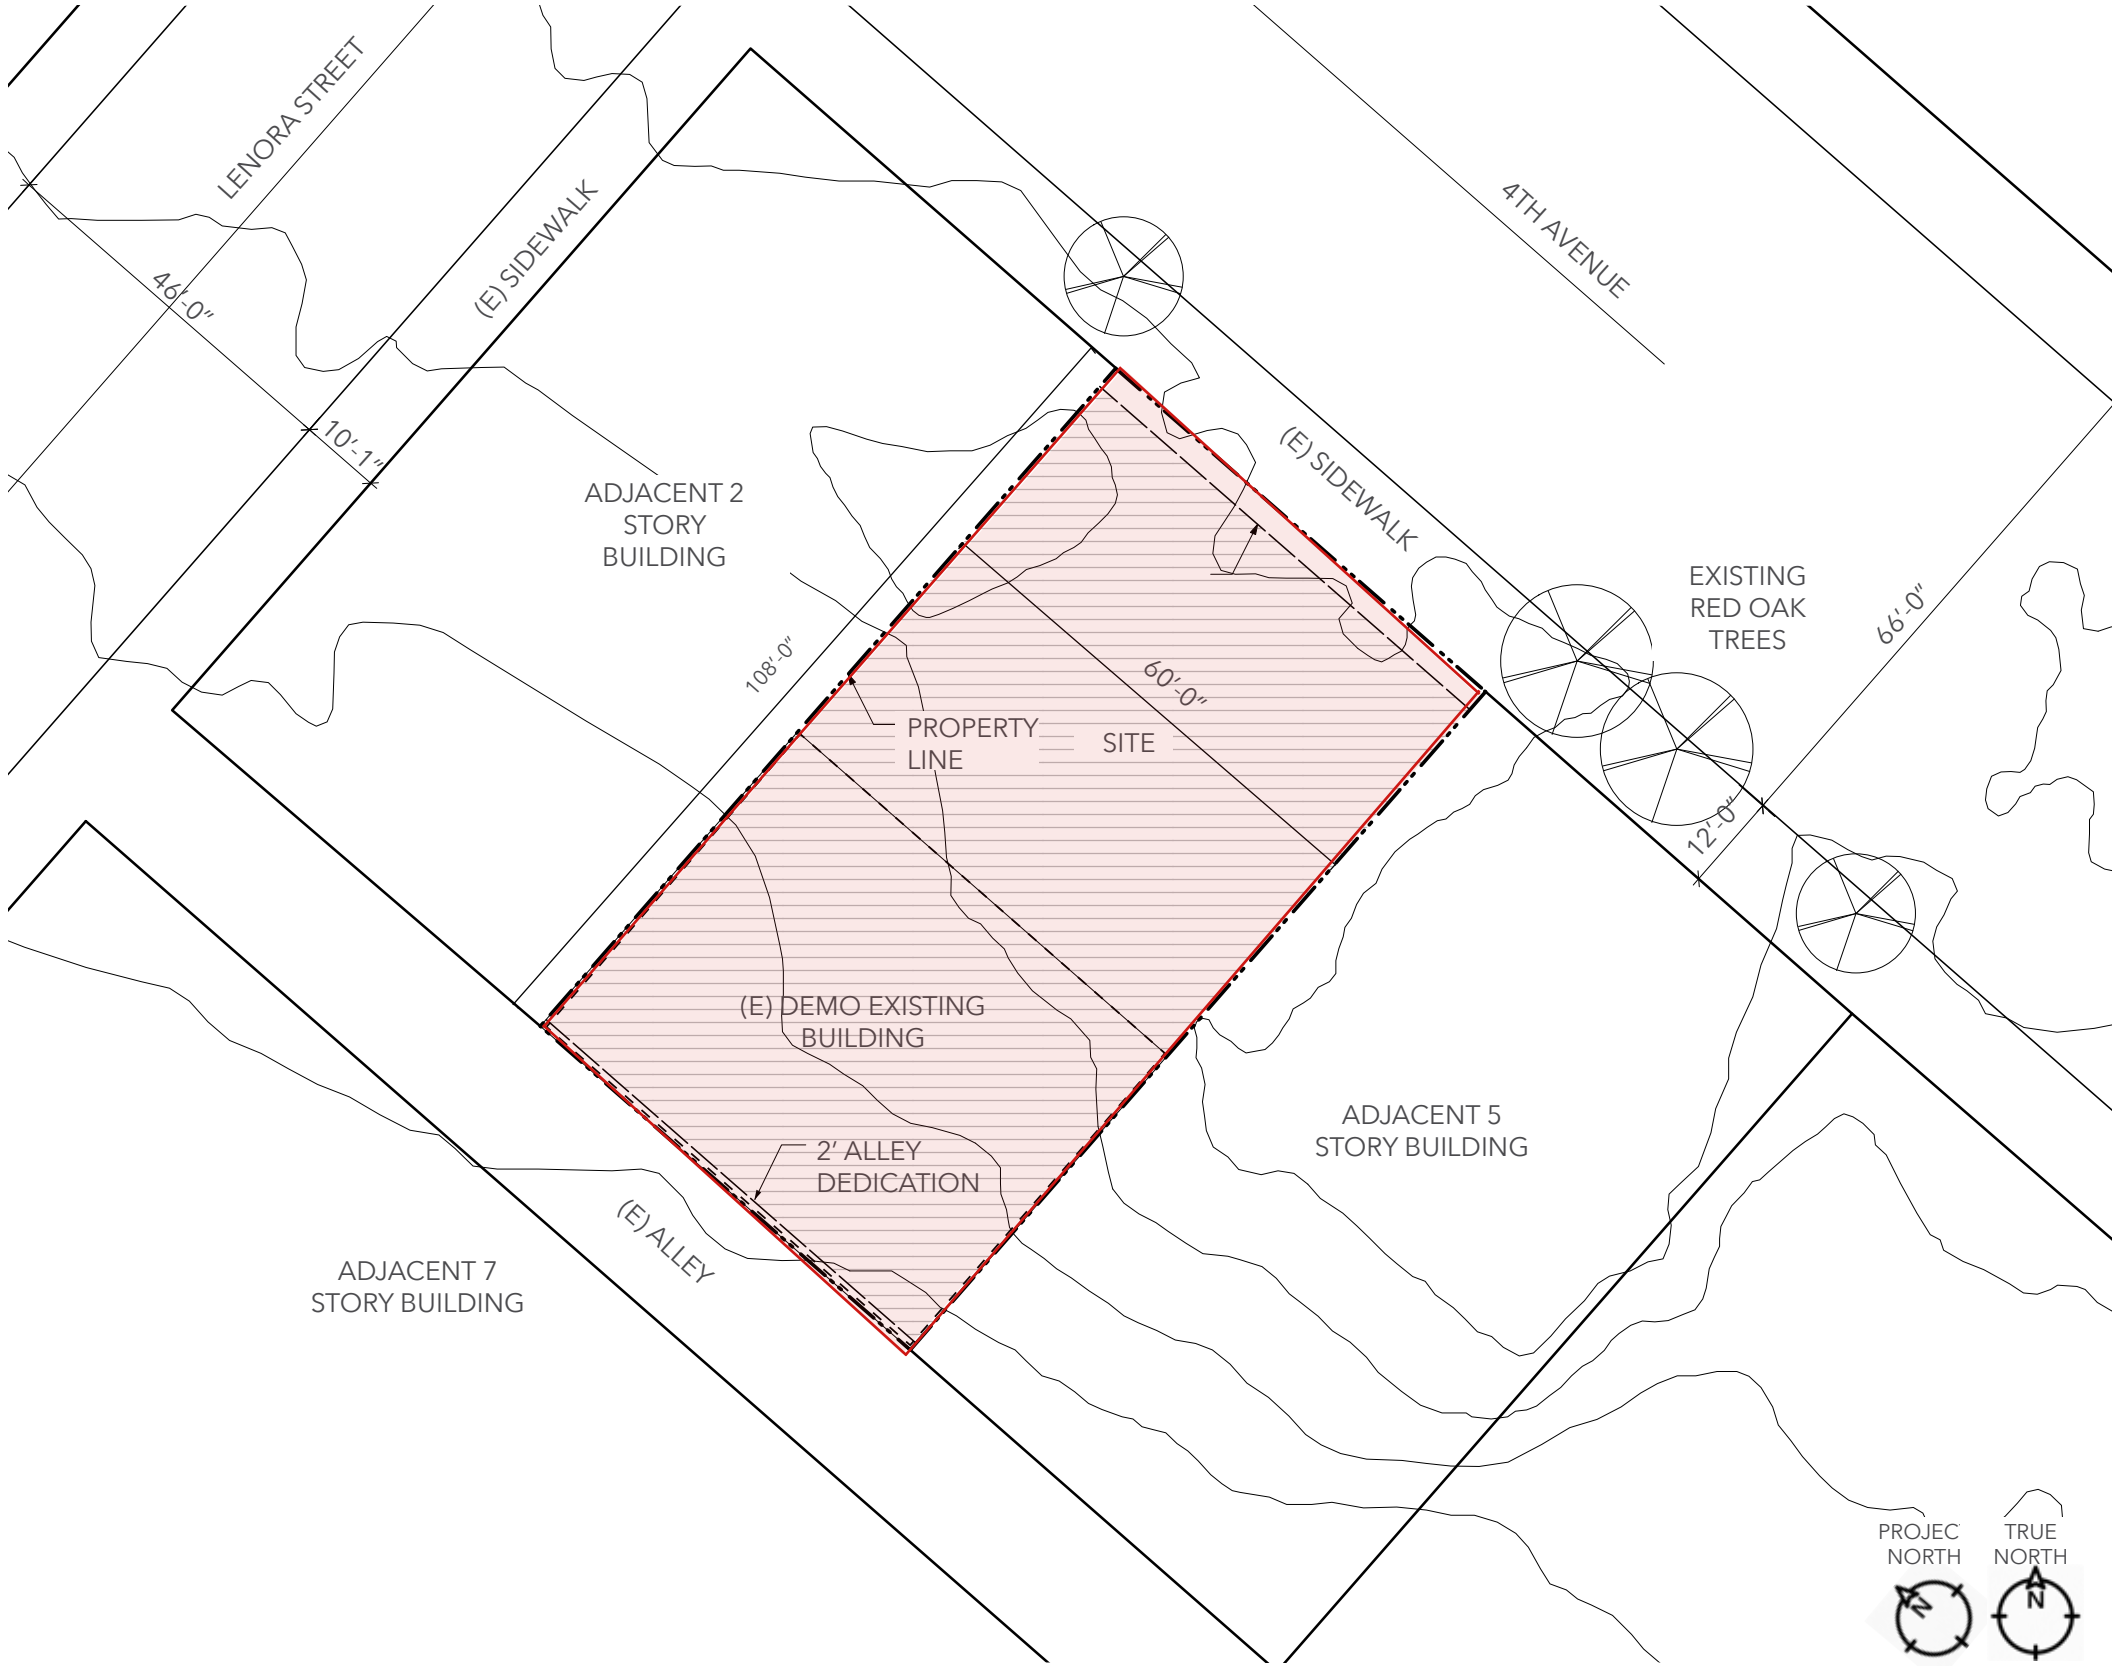 LENORA STREET
(E) SIDEWALK
4TH AVENUE
46'-0"
10'-1"
(E) SIDEWALK
ADJACENT 2
STORY
BUILDING
EXISTING
RED OAK
TREES
66'-0"
108'-0"
60'-0"
PROPERTY
LINE
SITE
12'-0"
(E) DEMO EXISTING
BUILDING
ADJACENT 5
STORY BUILDING
2' ALLEY
DEDICATION
(E) ALLEY
ADJACENT 7
STORY BUILDING
PROJEC
NORTH
TRUE
NORTH
N
N